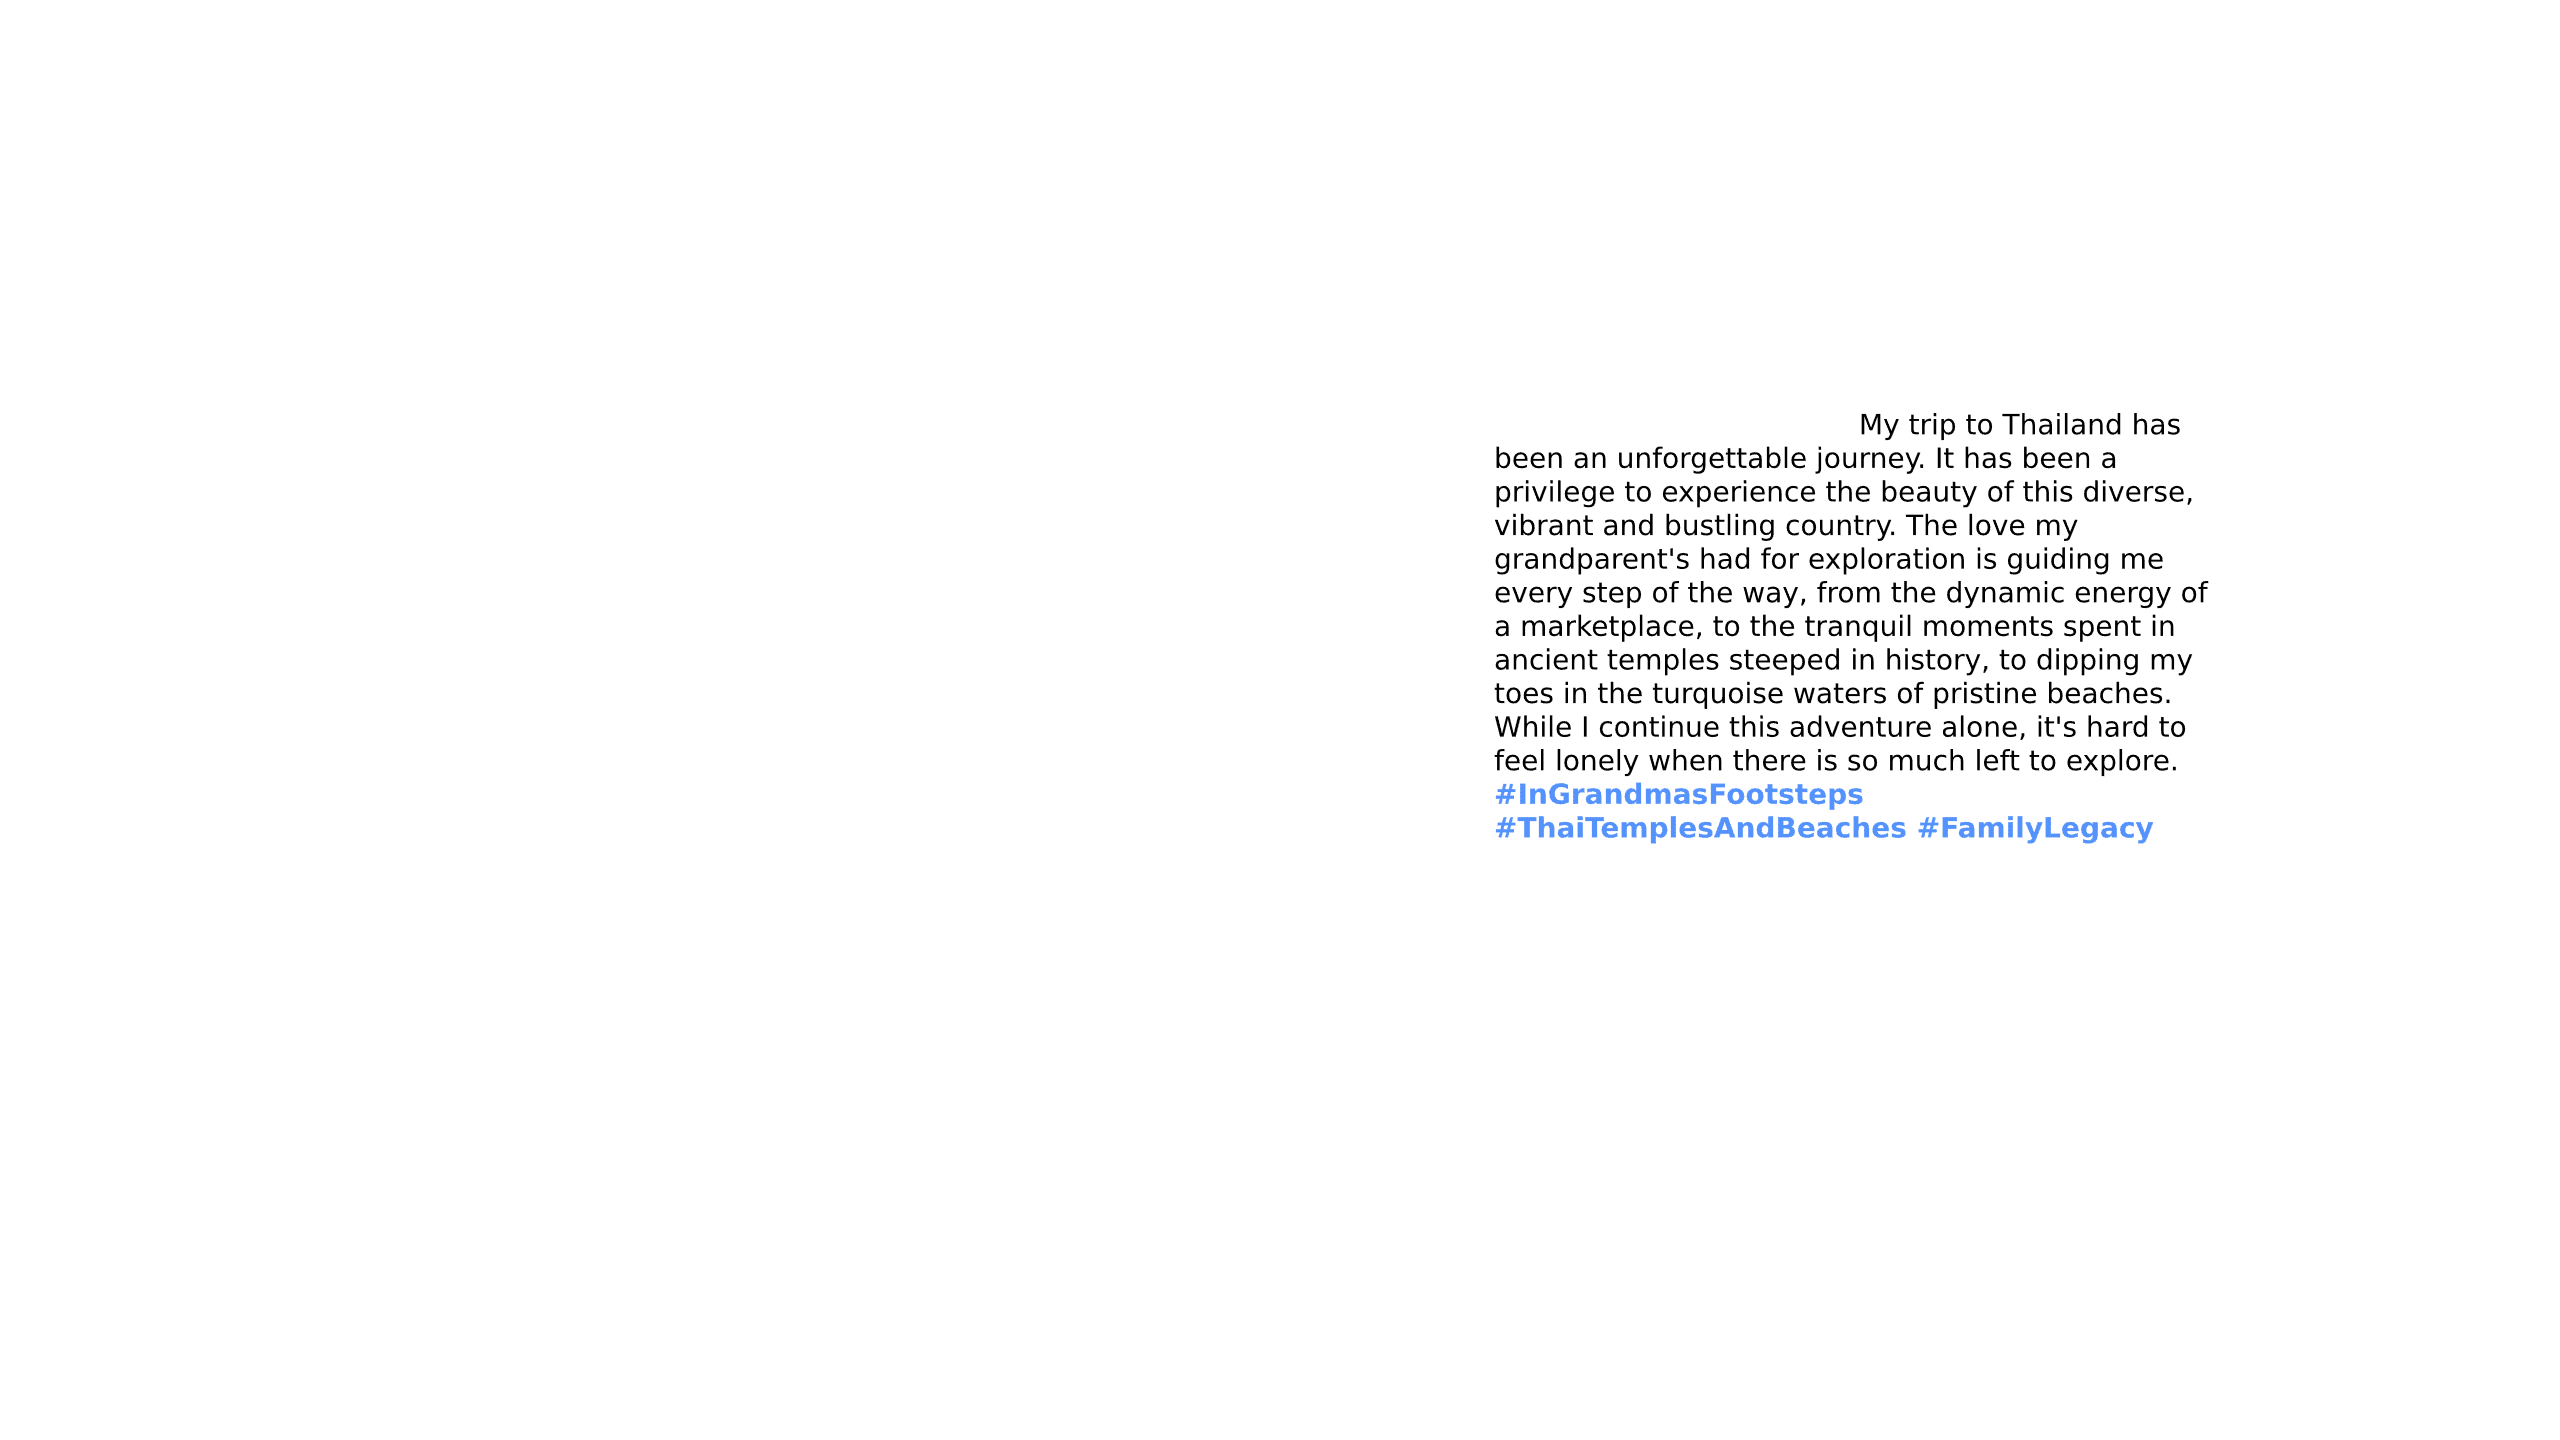 My trip to Thailand has
been an unforgettable journey. It has been a
privilege to experience the beauty of this diverse,
vibrant and bustling country. The love my
grandparent's had for exploration is guiding me
every step of the way, from the dynamic energy of
a marketplace, to the tranquil moments spent in
ancient temples steeped in history, to dipping my
toes in the turquoise waters of pristine beaches.
While I continue this adventure alone, it's hard to
feel lonely when there is so much left to explore.
#InGrandmasFootsteps
#ThaiTemplesAndBeaches #FamilyLegacy